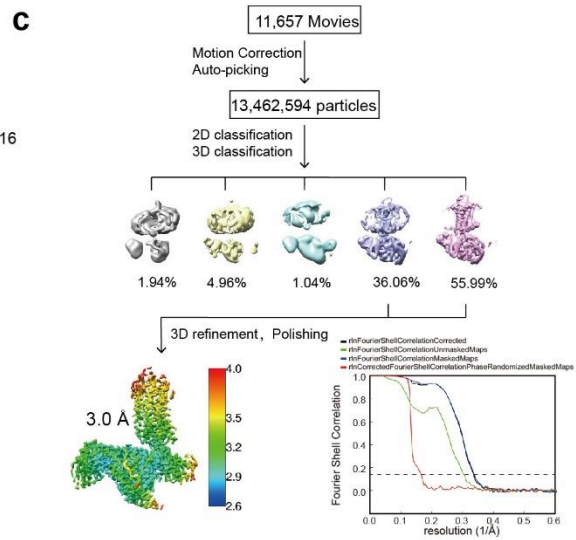 c
11,657 Movies
Motion Correction
Auto-picking
13,462,594 particles
16
2D classification
3D classification
1.94% 4.96% 1.04% 36.06% 55.99%
3D refinement, Polishing
3.0 Å
4.0
3.5
3.0
2.9
2.6
rlnFourierShellCorrelationCorrected
rlnFourierShellCorrelationUnmaskedMaps
rlnFourierShellCorrelationMaskedMaps
rlnCorrectedFourierShellCorrelationPhaseRandomizedMaskedMaps
Fourier Shell Correlation
1.0
0.8
0.6
0.4
0.2
0.0
0.0 0.1 0.2 0.3 0.4 0.5 0.6
resolution (1/Å)